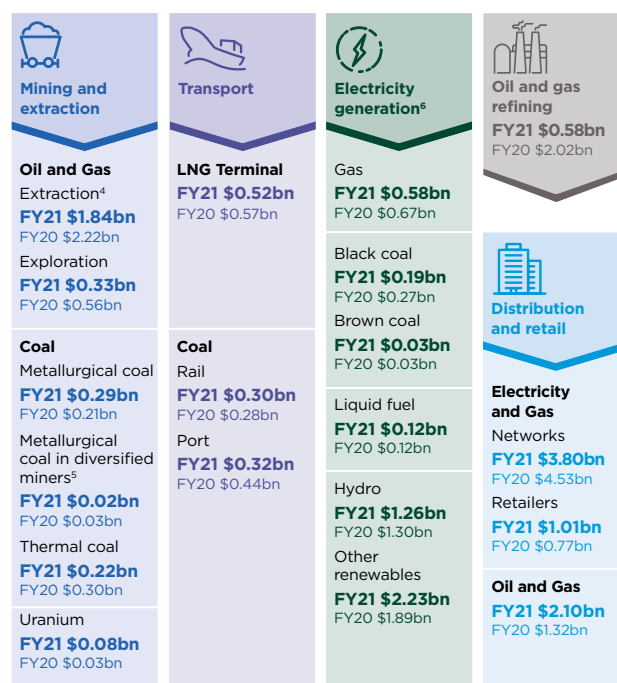 Mining and
extraction
Oil and Gas
Extraction⁴
FY21 $1.84bn
FY20 $2.22bn
Exploration
FY21 $0.33bn
FY20 $0.56bn
Coal
Metallurgical coal
FY21 $0.29bn
FY20 $0.21bn
Metallurgical
coal in diversified
miners⁵
FY21 $0.02bn
FY20 $0.03bn
Thermal coal
FY21 $0.22bn
FY20 $0.30bn
Uranium
FY21 $0.08bn
FY20 $0.03bn
Transport
LNG Terminal
FY21 $0.52bn
FY20 $0.57bn
Coal
Rail
FY21 $0.30bn
FY20 $0.28bn
Port
FY21 $0.32bn
FY20 $0.44bn
Electricity
generation⁶
Gas
FY21 $0.58bn
FY20 $0.67bn
Black coal
FY21 $0.19bn
FY20 $0.27bn
Brown coal
FY21 $0.03bn
FY20 $0.03bn
Liquid fuel
FY21 $0.12bn
FY20 $0.12bn
Hydro
FY21 $1.26bn
FY20 $1.30bn
Other
renewables
FY21 $2.23bn
FY20 $1.89bn
Oil and gas
refining
FY21 $0.58bn
FY20 $2.02bn
Distribution
and retail
Electricity
and Gas
Networks
FY21 $3.80bn
FY20 $4.53bn
Retailers
FY21 $1.01bn
FY20 $0.77bn
Oil and Gas
FY21 $2.10bn
FY20 $1.32bn